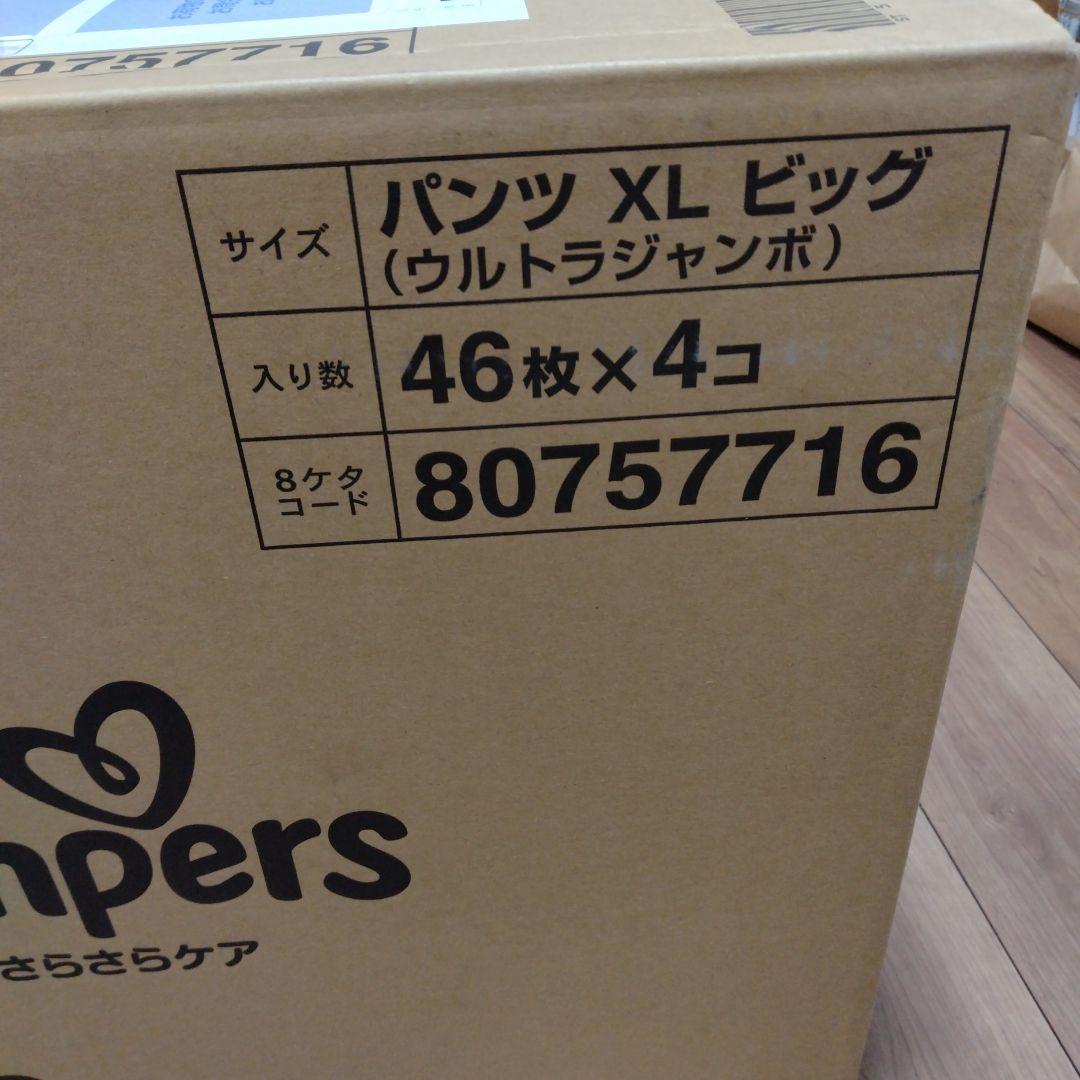 80757716
サイズ
パンツ XL ビッグ
(ウルトラジャンボ)
入り数
46枚×4コ
8ケタ
コード
80757716
mpers
さらさらケア